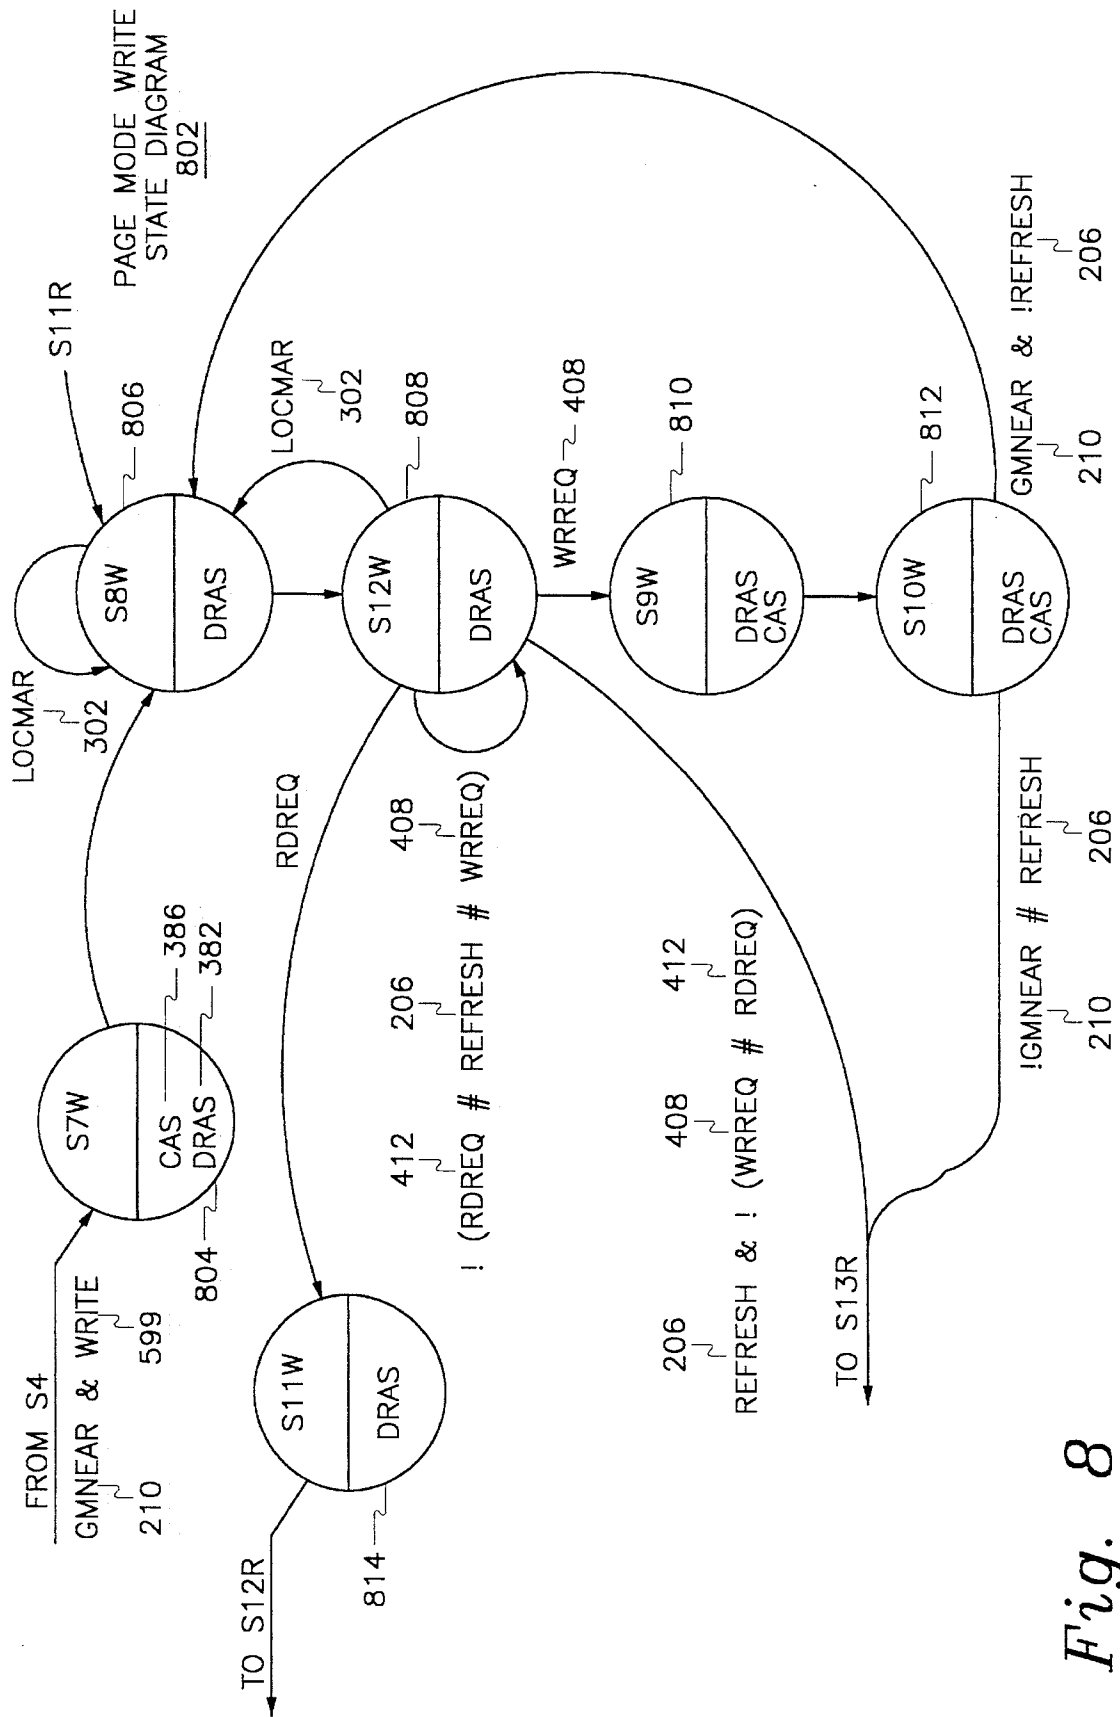 PAGE MODE WRITE
STATE DIAGRAM
802
FROM S4
GMNEAR & WRITE
210
599
S7W
CAS
DRAS
386
382
804
LOCMAR
302
S11R
S8W
DRAS
806
LOCMAR
302
S12W
DRAS
808
RDREQ
TO S12R
S11W
DRAS
814
412
206
408
! (RDREQ # REFRESH # WRREQ)
WRREQ
408
S9W
DRAS
CAS
810
206
408
412
REFRESH & ! (WRREQ # RDREQ)
TO S13R
S10W
DRAS
CAS
812
!GMNEAR # REFRESH
210
206
GMNEAR & !REFRESH
210
206
Fig. 8